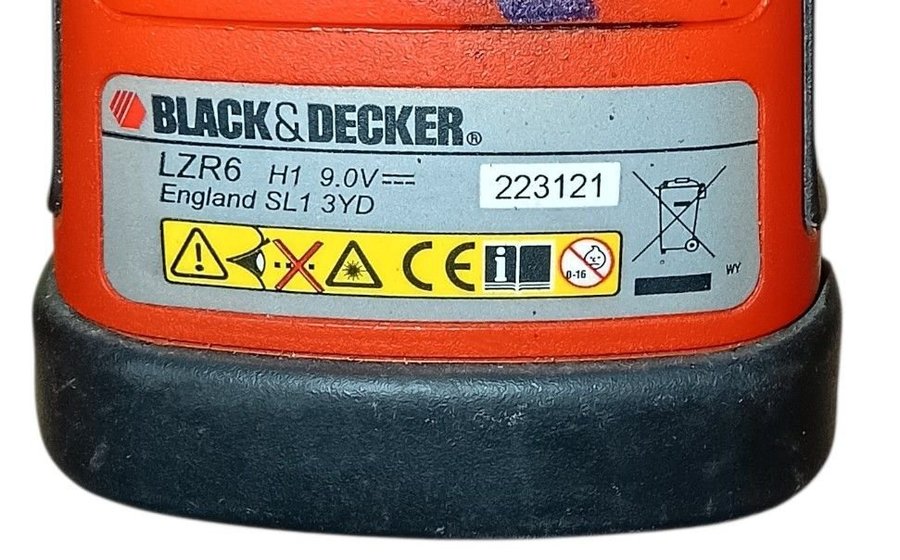 BLACK&DECKER®
LZR6 H1 9.0V
223121
England SL1 3YD
CE i 0-16
WY